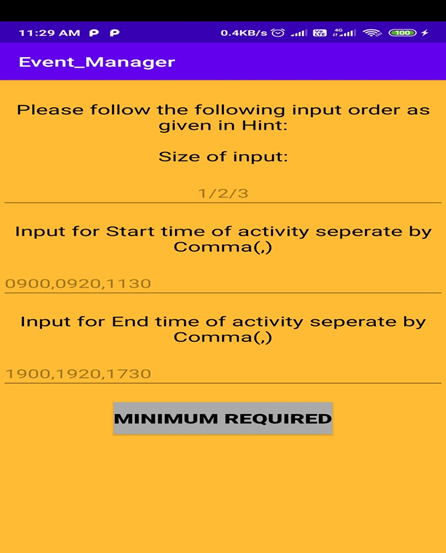 11:29 AM P P 0.4KB/s 4G 100
Event_Manager
Please follow the following input order as
given in Hint:
Size of input:
1/2/3
Input for Start time of activity seperate by
Comma(,)
0900,0920,1130
Input for End time of activity seperate by
Comma(,)
1900,1920,1730
MINIMUM REQUIRED